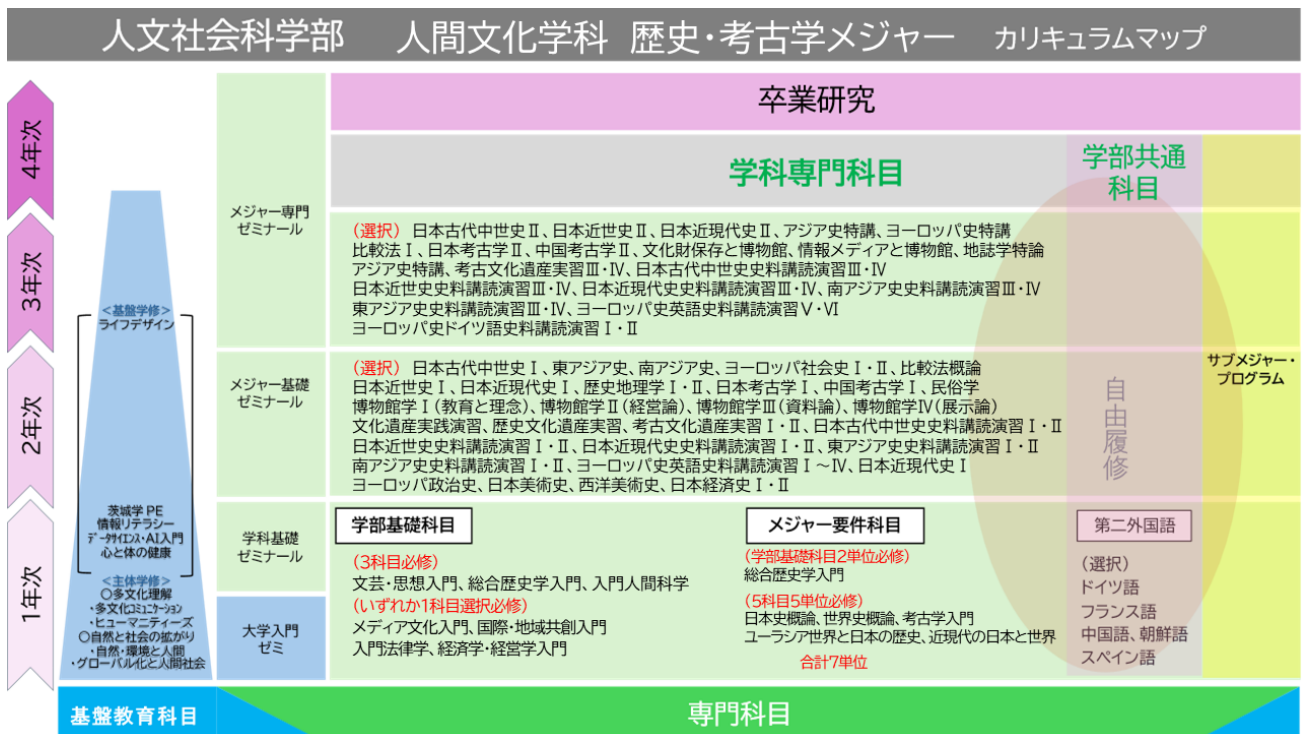 人文社会科学部　人間文化学科 歴史・考古学メジャー　カリキュラムマップ
4年次
3年次
2年次
1年次
<基盤学修>
ライフデザイン
茨城学 PE
情報リテラシー
データサイエンス・AI入門
心と体の健康
<主体学修>
○多文化理解
・多文化コミュニケーション
・ヒューマニティーズ
○自然と社会の拡がり
・自然・環境と人間
・グローバル化と人間社会
基盤教育科目
メジャー専門
ゼミナール
メジャー基礎
ゼミナール
学科基礎
ゼミナール
大学入門
ゼミ
卒業研究
学科専門科目
(選択) 日本古代中世史Ⅱ、日本近世史Ⅱ、日本近現代史Ⅱ、アジア史特講、ヨーロッパ史特講
比較法Ⅰ、日本考古学Ⅱ、中国考古学Ⅱ、文化財保存と博物館、情報メディアと博物館、地誌学特論
アジア史特講、考古文化遺産実習Ⅲ・Ⅳ、日本古代中世史史料講読演習Ⅲ・Ⅳ
日本近世史史料講読演習Ⅲ・Ⅳ、日本近現代史史料講読演習Ⅲ・Ⅳ、南アジア史史料講読演習Ⅲ・Ⅳ
東アジア史史料講読演習Ⅲ・Ⅳ、ヨーロッパ史英語史料講読演習Ⅴ・Ⅵ
ヨーロッパ史ドイツ語史料講読演習Ⅰ・Ⅱ
(選択) 日本古代中世史Ⅰ、東アジア史、南アジア史、ヨーロッパ社会史Ⅰ・Ⅱ、比較法概論
日本近世史Ⅰ、日本近現代史Ⅰ、歴史地理学Ⅰ・Ⅱ、日本考古学Ⅰ、中国考古学Ⅰ、民俗学
博物館学Ⅰ(教育と理念)、博物館学Ⅱ(経営論)、博物館学Ⅲ(資料論)、博物館学Ⅳ(展示論)
文化遺産実践演習、歴史文化遺産実習、考古文化遺産実習Ⅰ・Ⅱ、日本古代中世史史料講読演習Ⅰ・Ⅱ
日本近世史史料講読演習Ⅰ・Ⅱ、日本近現代史史料講読演習Ⅰ・Ⅱ、東アジア史史料講読演習Ⅰ・Ⅱ
南アジア史史料講読演習Ⅰ・Ⅱ、ヨーロッパ史英語史料講読演習Ⅰ～Ⅳ、日本近現代史Ⅰ
ヨーロッパ政治史、日本美術史、西洋美術史、日本経済史Ⅰ・Ⅱ
学部基礎科目
(3科目必修)
文芸・思想入門、総合歴史学入門、入門人間科学
(いずれか1科目選択必修)
メディア文化入門、国際・地域共創入門
入門法律学、経済学・経営学入門
メジャー要件科目
(学部基礎科目2単位必修)
総合歴史学入門
(5科目5単位必修)
日本史概論、世界史概論、考古学入門
ユーラシア世界と日本の歴史、近現代の日本と世界
合計7単位
学部共通
科目
自由履修
第二外国語
(選択)
ドイツ語
フランス語
中国語、朝鮮語
スペイン語
サブメジャー・
プログラム
専門科目